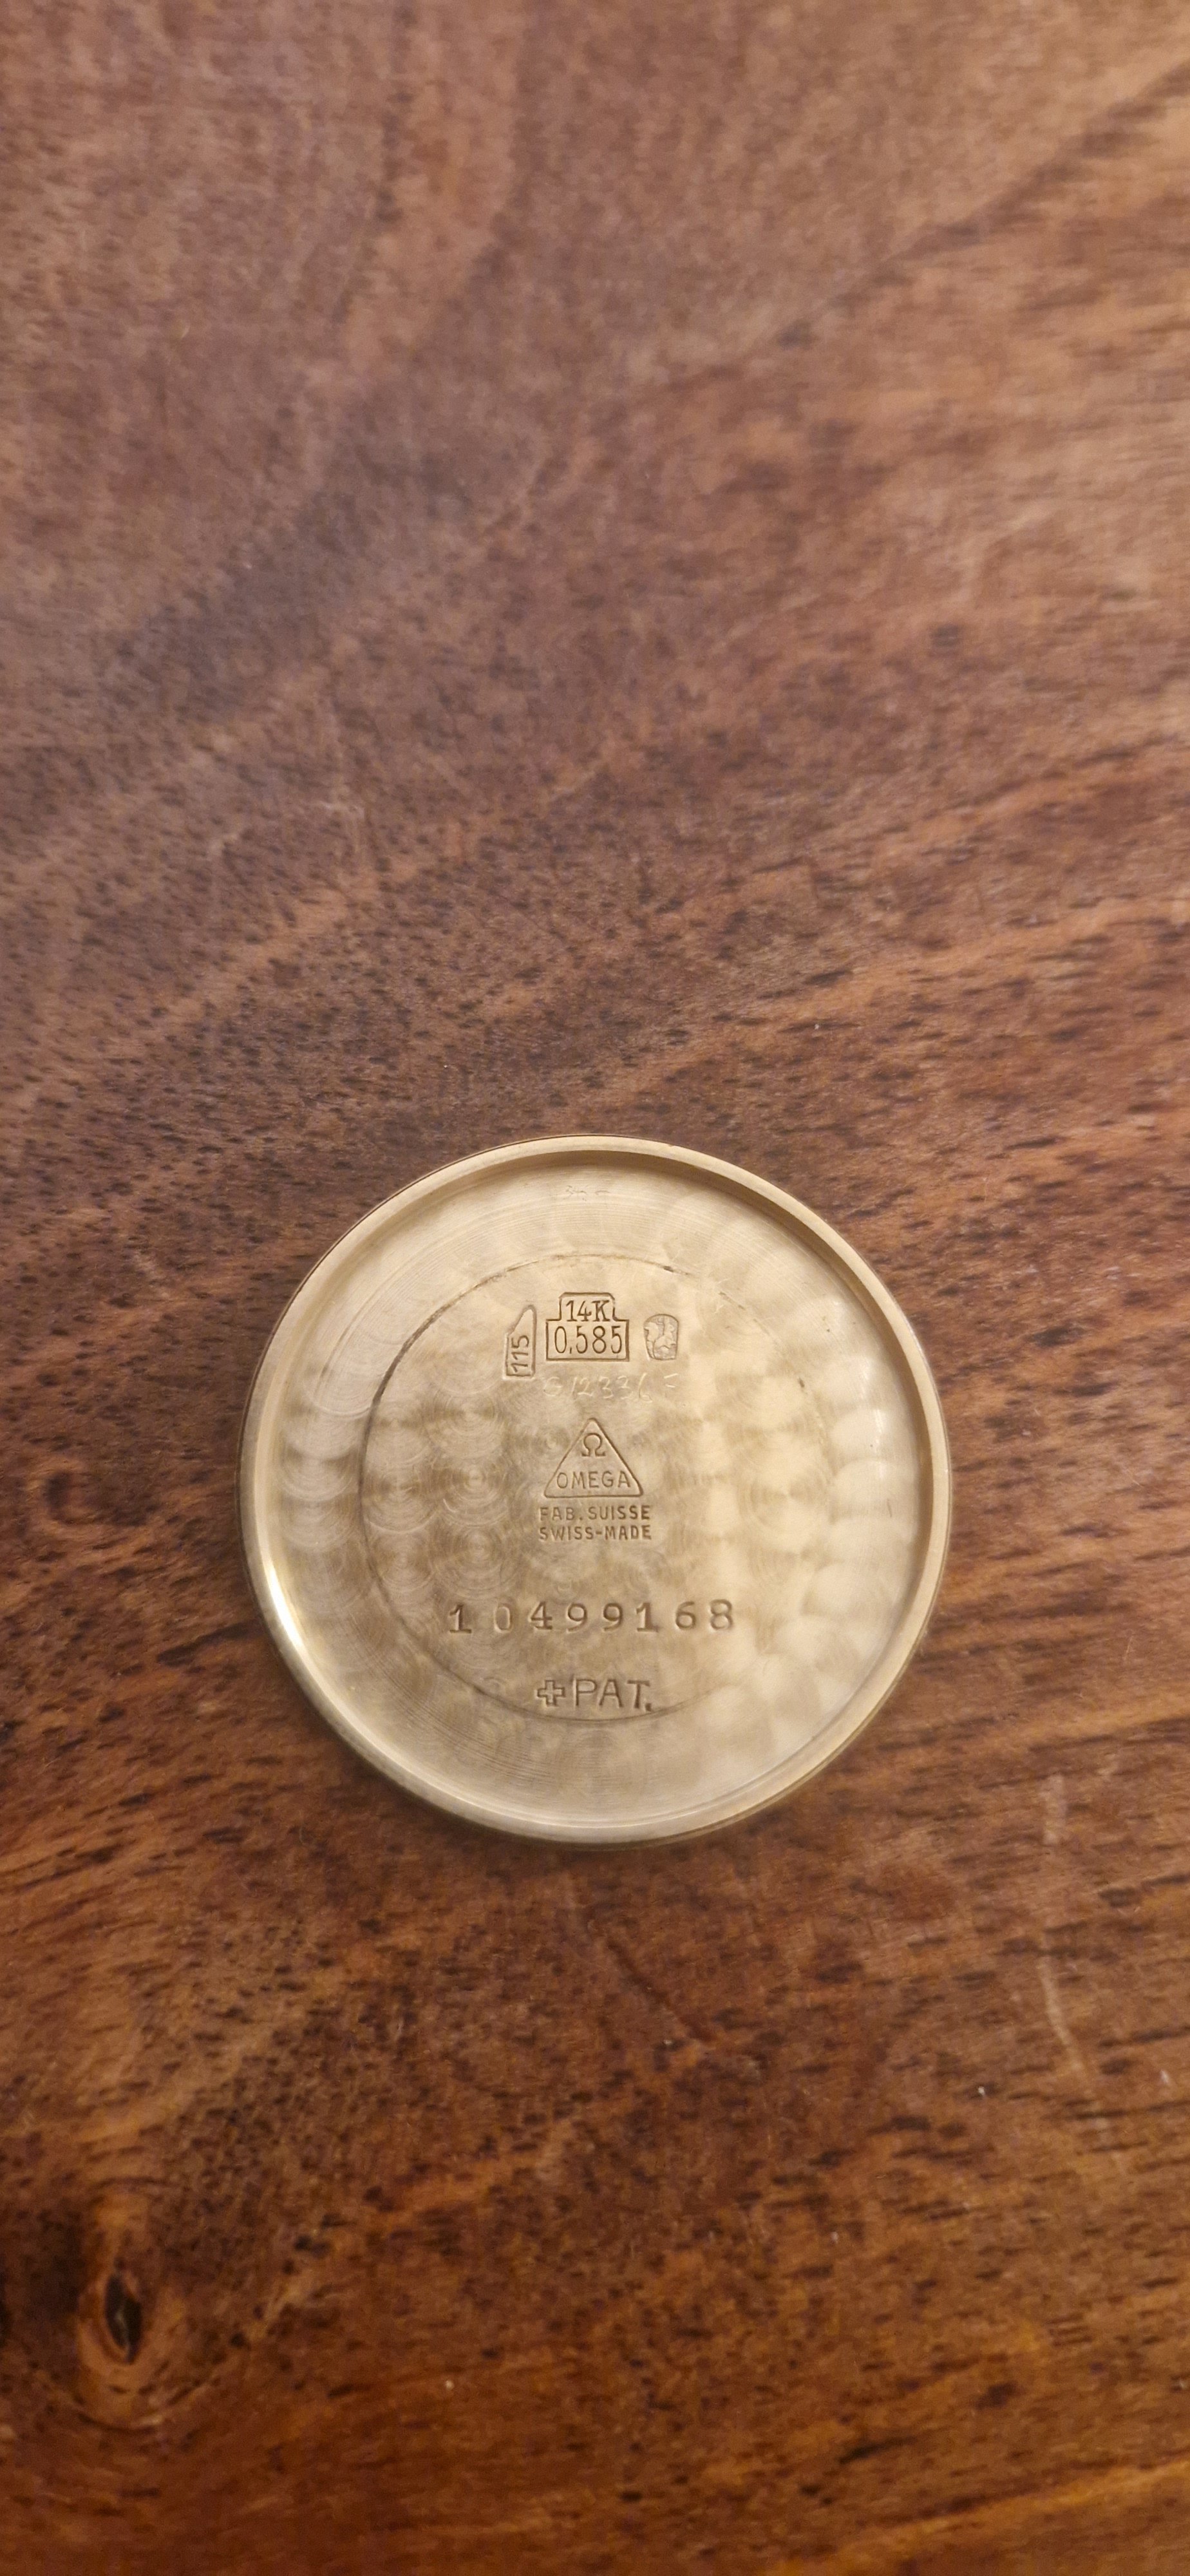 14K
115 0,585
Ω
OMEGA
FAB. SUISSE
SWISS-MADE
10499168
PAT.